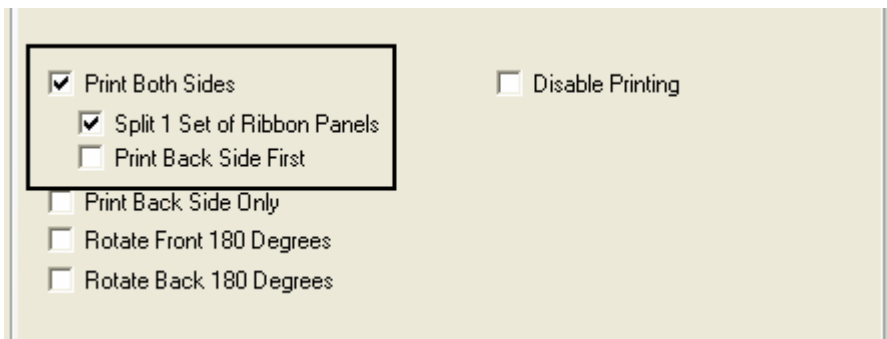 Print Both Sides
Split 1 Set of Ribbon Panels
Print Back Side First
Print Back Side Only
Rotate Front 180 Degrees
Rotate Back 180 Degrees
Disable Printing